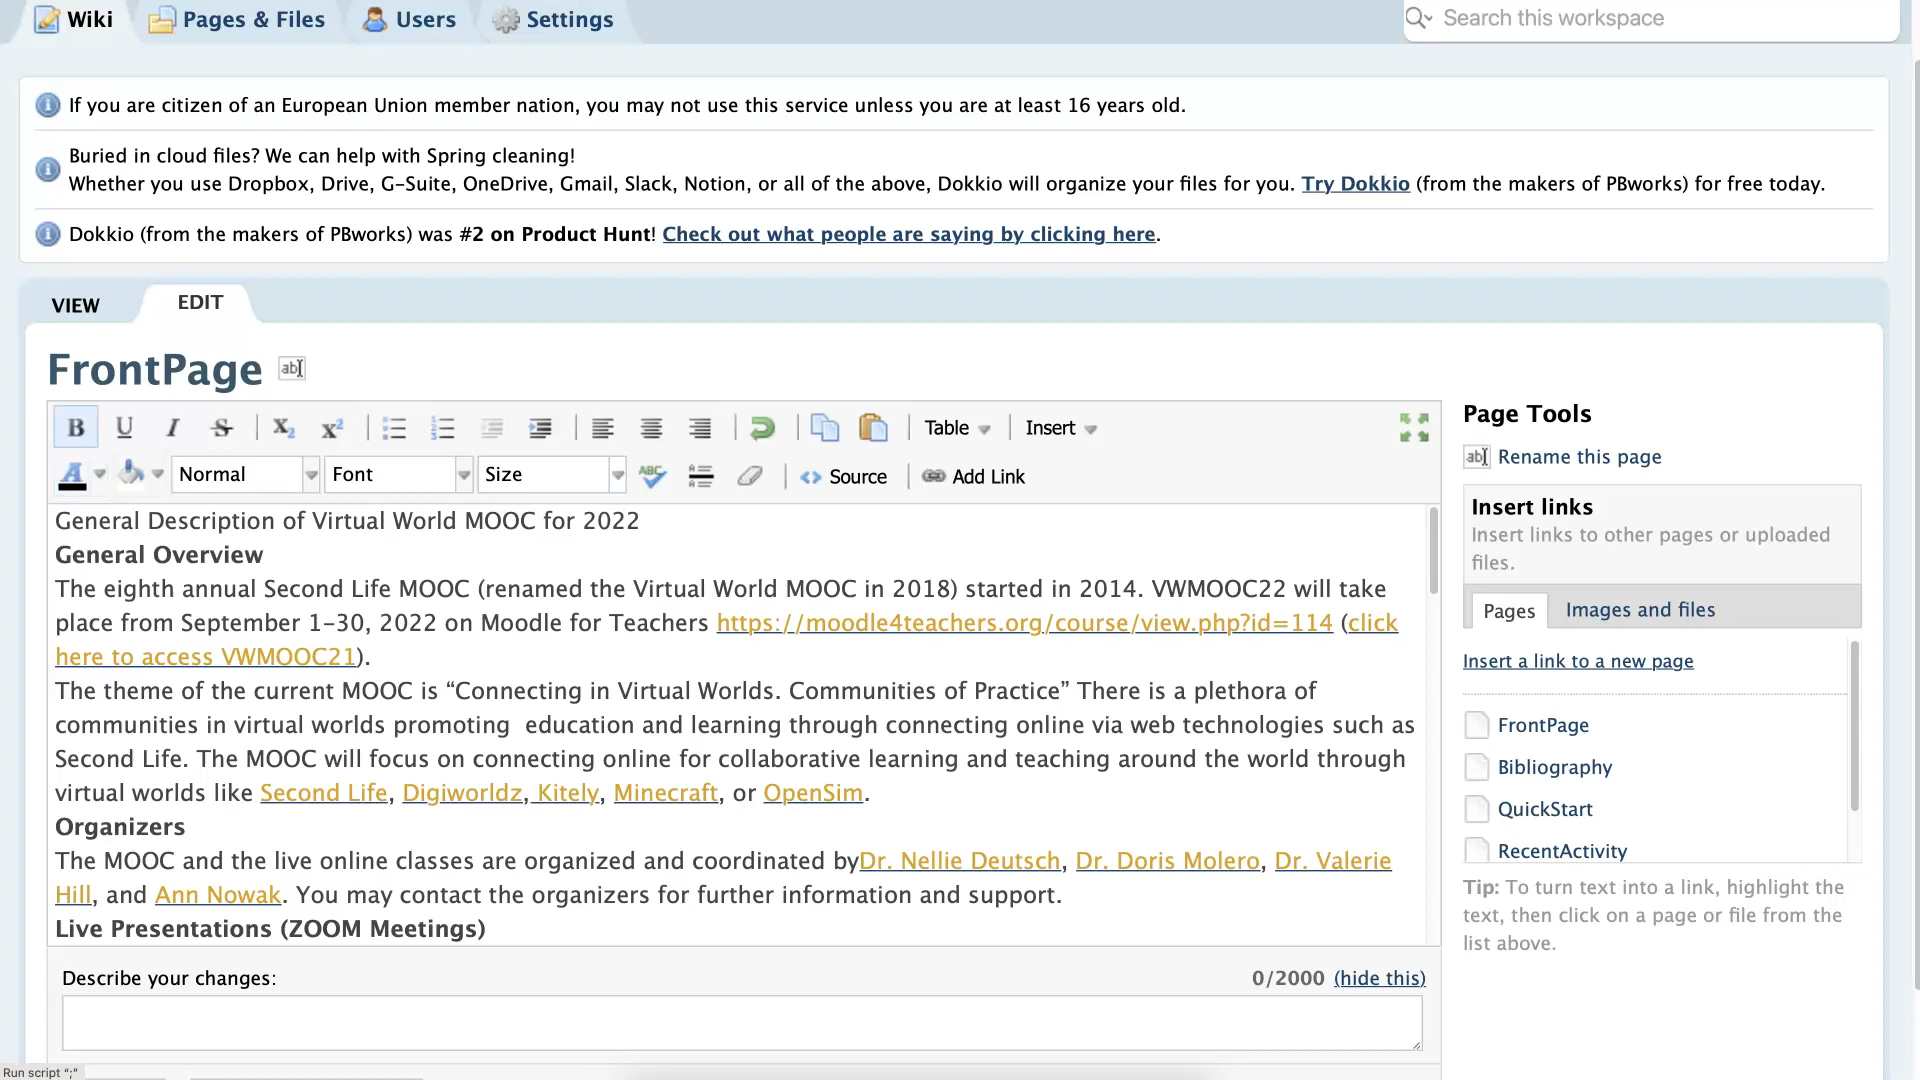 Wiki Pages & Files Users Settings Search this workspace
If you are citizen of an European Union member nation, you may not use this service unless you are at least 16 years old.
Buried in cloud files? We can help with Spring cleaning!
Whether you use Dropbox, Drive, G-Suite, OneDrive, Gmail, Slack, Notion, or all of the above, Dokkio will organize your files for you. Try Dokkio (from the makers of PBworks) for free today.
Dokkio (from the makers of PBworks) was #2 on Product Hunt! Check out what people are saying by clicking here.
VIEW EDIT
FrontPage abI
B U I S X2 X2 Table Insert
A Normal Font Size ABC Source Add Link
General Description of Virtual World MOOC for 2022
General Overview
The eighth annual Second Life MOOC (renamed the Virtual World MOOC in 2018) started in 2014. VWMOOC22 will take
place from September 1-30, 2022 on Moodle for Teachers https://moodle4teachers.org/course/view.php?id=114 (click
here to access VWMOOC21).
The theme of the current MOOC is “Connecting in Virtual Worlds. Communities of Practice” There is a plethora of
communities in virtual worlds promoting  education and learning through connecting online via web technologies such as
Second Life. The MOOC will focus on connecting online for collaborative learning and teaching around the world through
virtual worlds like Second Life, Digiworldz, Kitely, Minecraft, or OpenSim.
Organizers
The MOOC and the live online classes are organized and coordinated byDr. Nellie Deutsch, Dr. Doris Molero, Dr. Valerie
Hill, and Ann Nowak. You may contact the organizers for further information and support.
Live Presentations (ZOOM Meetings)
Describe your changes: 0/2000 (hide this)
Page Tools
abI Rename this page
Insert links
Insert links to other pages or uploaded
files.
Pages Images and files
Insert a link to a new page
FrontPage
Bibliography
QuickStart
RecentActivity
Tip: To turn text into a link, highlight the
text, then click on a page or file from the
list above.
Run script ";"